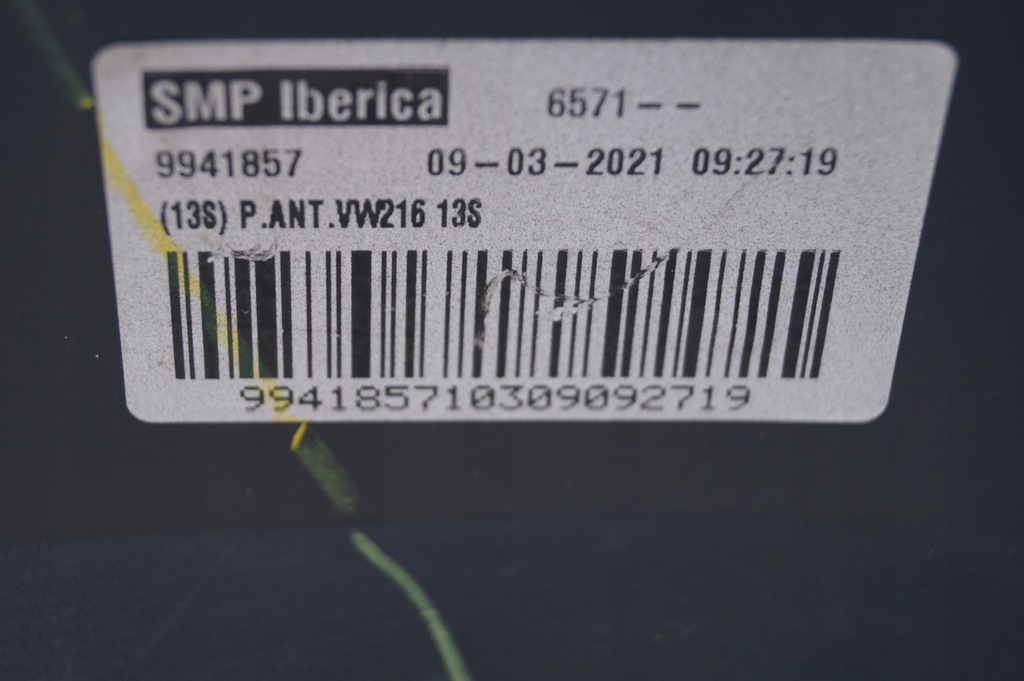 SMP Iberica 6571--
9941857 09-03-2021 09:27:19
(13S) P.ANT.VW216 13S
994185710309092719